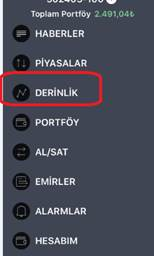 Toplam Portföy 2.491,04₺
HABERLER
PİYASALAR
DERİNLİK
PORTFÖY
AL/SAT
EMİRLER
ALARMLAR
HESABIM